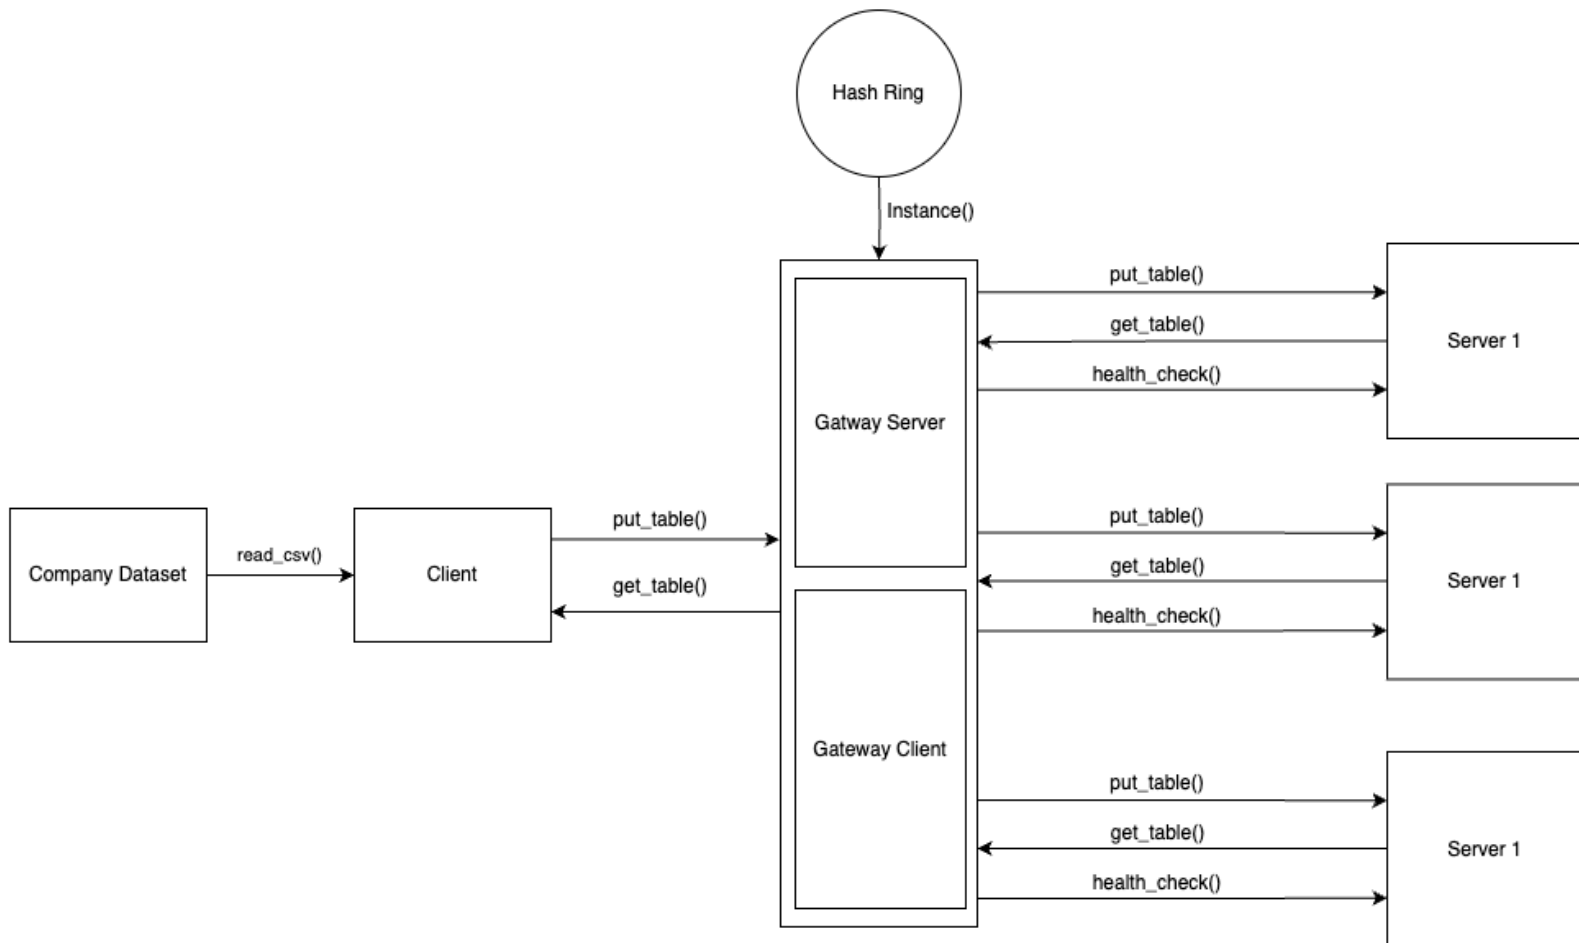 Hash Ring
Instance()
put_table()
get_table()
health_check()
Server 1
Gatway Server
Company Dataset
read_csv()
Client
put_table()
get_table()
put_table()
get_table()
health_check()
Server 1
Gateway Client
put_table()
get_table()
health_check()
Server 1